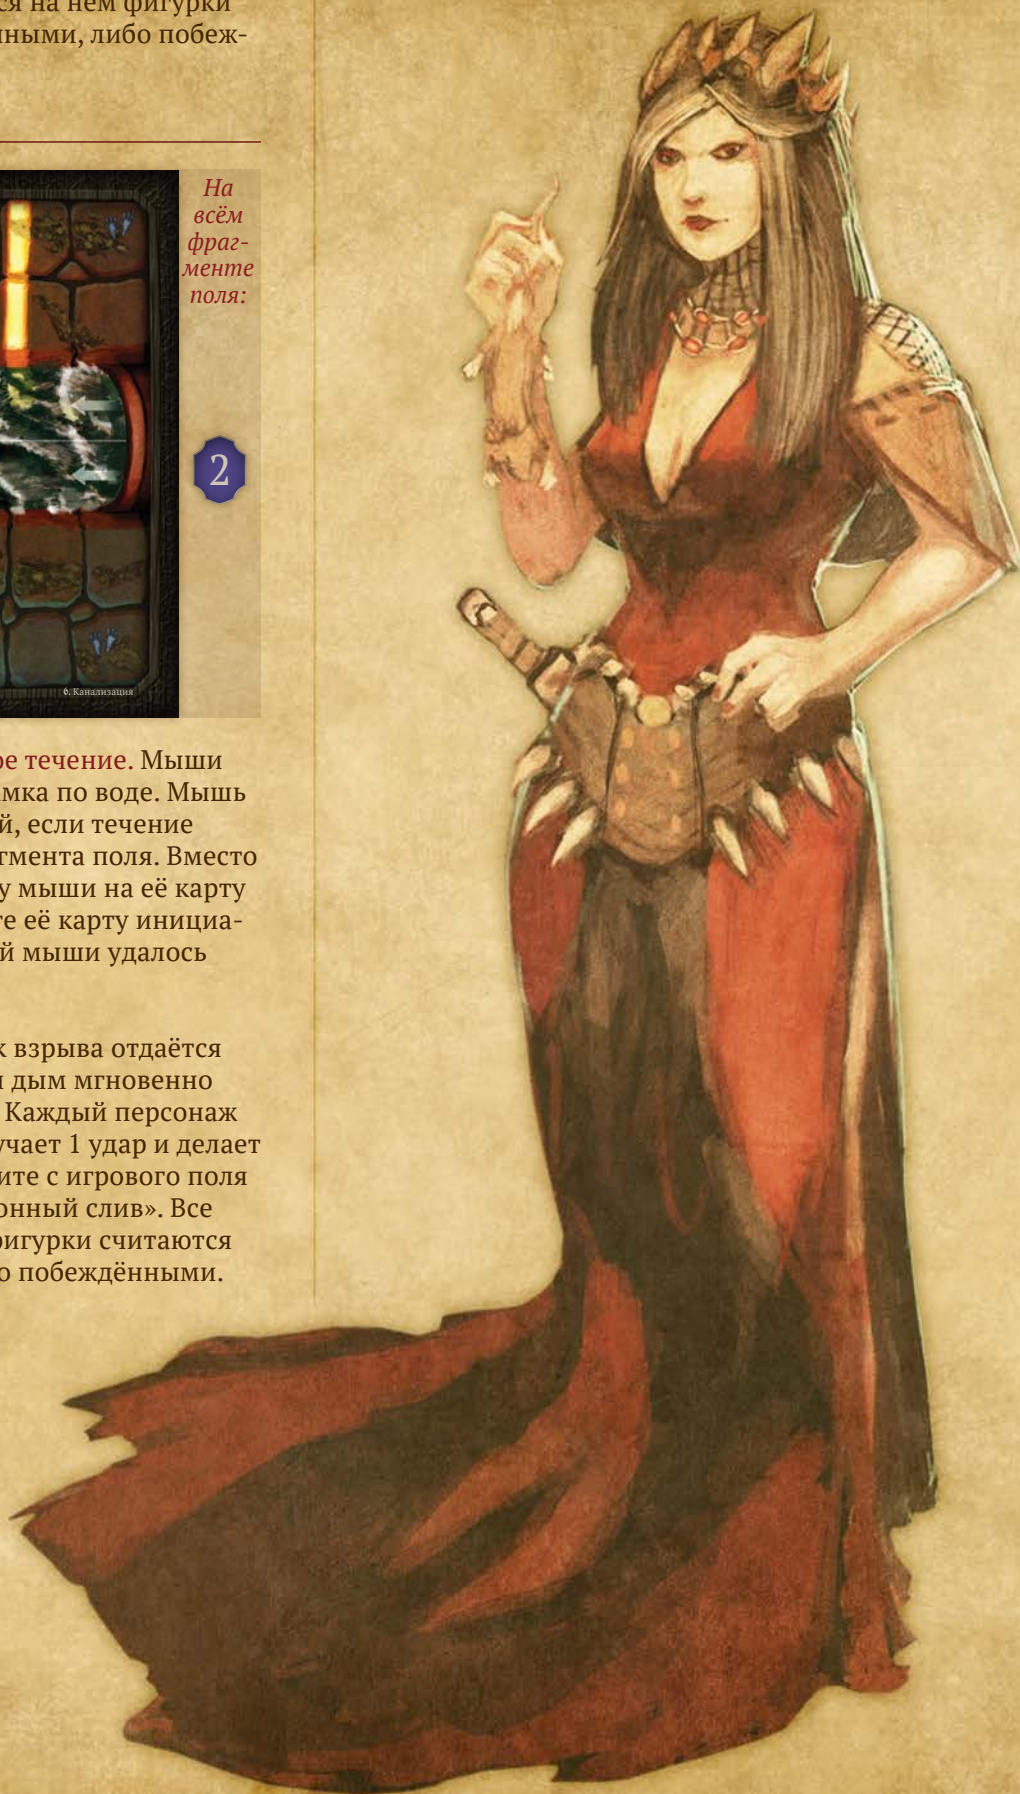 ся на нём фигурки
нными, либо побеж-
На
всём
фраг-
менте
поля:
2
6. Канализация
ое течение. Мыши
амка по воде. Мышь
й, если течение
гмента поля. Вместо
у мыши на её карту
те её карту инициа-
й мыши удалось
к взрыва отдаётся
и дым мгновенно
Каждый персонаж
учает 1 удар и делает
ите с игрового поля
онный слив». Все
фигурки считаются
о побеждёнными.